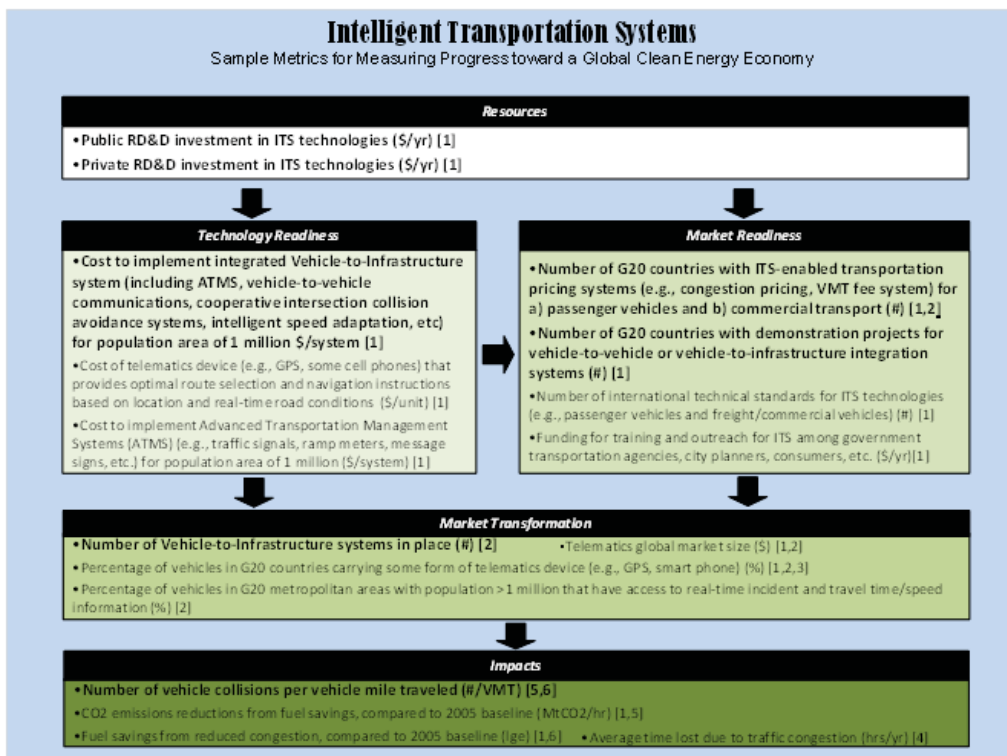 Intelligent Transportation Systems
Sample Metrics for Measuring Progress toward a Global Clean Energy Economy
Resources
•Public RD&D investment in ITS technologies ($/yr) [1]
•Private RD&D investment in ITS technologies ($/yr) [1]
Technology Readiness
•Cost to implement integrated Vehicle-to-Infrastructure
system (including ATMS, vehicle-to-vehicle
communications, cooperative intersection collision
avoidance systems, intelligent speed adaptation, etc)
for population area of 1 million $/system [1]
•Cost of telematics device (e.g., GPS, some cell phones) that
provides optimal route selection and navigation instructions
based on location and real-time road conditions ($/unit) [1]
•Cost to implement Advanced Transportation Management
Systems (ATMS) (e.g., traffic signals, ramp meters, message
signs, etc.) for population area of 1 million ($/system) [1]
Market Readiness
•Number of G20 countries with ITS-enabled transportation
pricing systems (e.g., congestion pricing, VMT fee system) for
a) passenger vehicles and b) commercial transport (#) [1,2]
•Number of G20 countries with demonstration projects for
vehicle-to-vehicle or vehicle-to-infrastructure integration
systems (#) [1]
•Number of international technical standards for ITS technologies
(e.g., passenger vehicles and freight/commercial vehicles) (#) [1]
•Funding for training and outreach for ITS among government
transportation agencies, city planners, consumers, etc. ($/yr)[1]
Market Transformation
•Number of Vehicle-to-Infrastructure systems in place (#) [2] •Telematics global market size ($) [1,2]
•Percentage of vehicles in G20 countries carrying some form of telematics device (e.g., GPS, smart phone) (%) [1,2,3]
•Percentage of vehicles in G20 metropolitan areas with population >1 million that have access to real-time incident and travel time/speed
information (%) [2]
Impacts
•Number of vehicle collisions per vehicle mile traveled (#/VMT) [5,6]
•CO2 emissions reductions from fuel savings, compared to 2005 baseline (MtCO2/hr) [1,5]
•Fuel savings from reduced congestion, compared to 2005 baseline (lge) [1,6] •Average time lost due to traffic congestion (hrs/yr) [4]